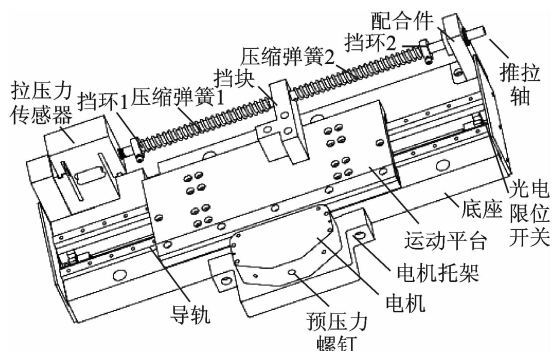 配合件
挡环2
压缩弹簧2
挡块
推拉
轴
拉压力
传感器
挡环1
压缩弹簧1
光电
限位
开关
底座
运动平台
电机托架
电机
导轨
预压力
螺钉